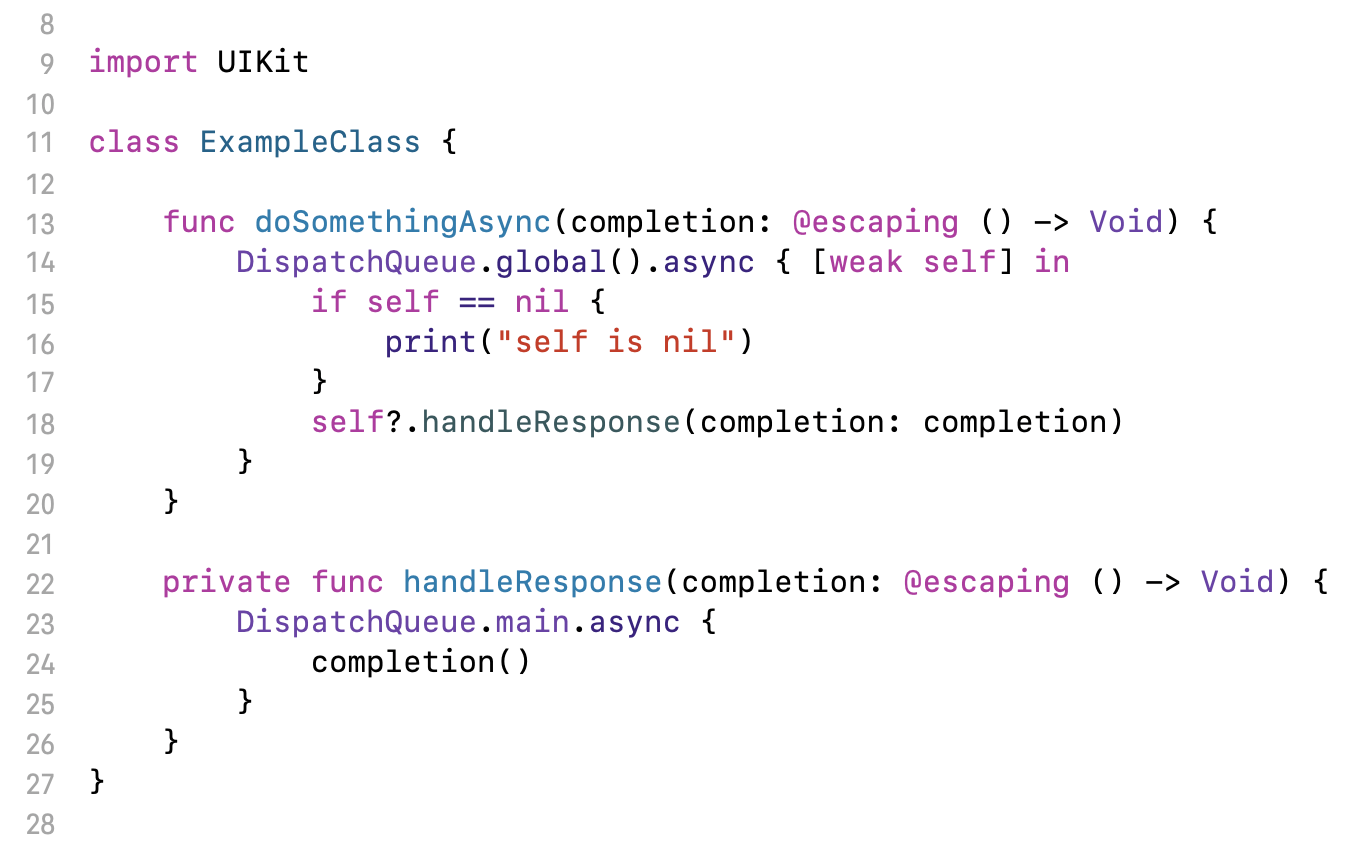 8
9 import UIKit
10
11 class ExampleClass {
12
13     func doSomethingAsync(completion: @escaping () -> Void) {
14         DispatchQueue.global().async { [weak self] in
15             if self == nil {
16                 print("self is nil")
17             }
18             self?.handleResponse(completion: completion)
19         }
20     }
21
22     private func handleResponse(completion: @escaping () -> Void) {
23         DispatchQueue.main.async {
24             completion()
25         }
26     }
27 }
28